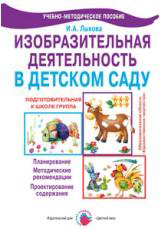 УЧЕБНО-МЕТОДИЧЕСКОЕ ПОСОБИЕ
И.А. Лыкова
ИЗОБРАЗИТЕЛЬНАЯ
ДЕЯТЕЛЬНОСТЬ
В ДЕТСКОМ САДУ
ПОДГОТОВИТЕЛЬНАЯ
К ШКОЛЕ ГРУППА
Планирование
Методические
рекомендации
Проектирование
содержания
Издательский дом
«Цветной мир»